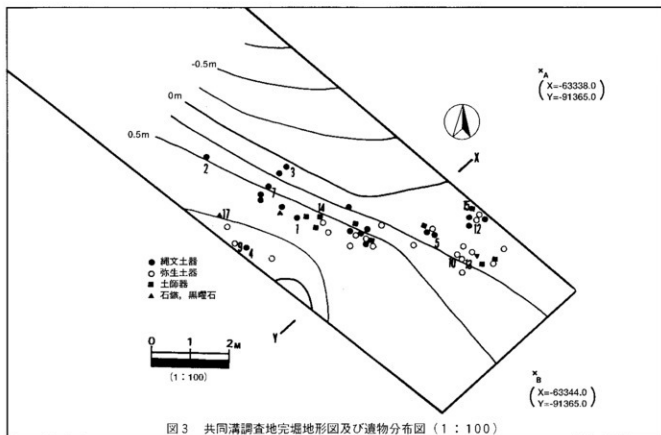 -0.5m
0m
0.5m
×A
(X=-63338.0
Y=-91365.0)
X
2
3
7
14
15
12
17
1
5
9
4
10
13
● 縄文土器
○ 弥生土器
■ 土師器
▲ 石鏃。黒曜石
Y
0 1 2M
(1:100)
×B
(X=-63344.0
Y=-91365.0)
図3 共同溝調査地完堀地形図及び遺物分布図(1:100)